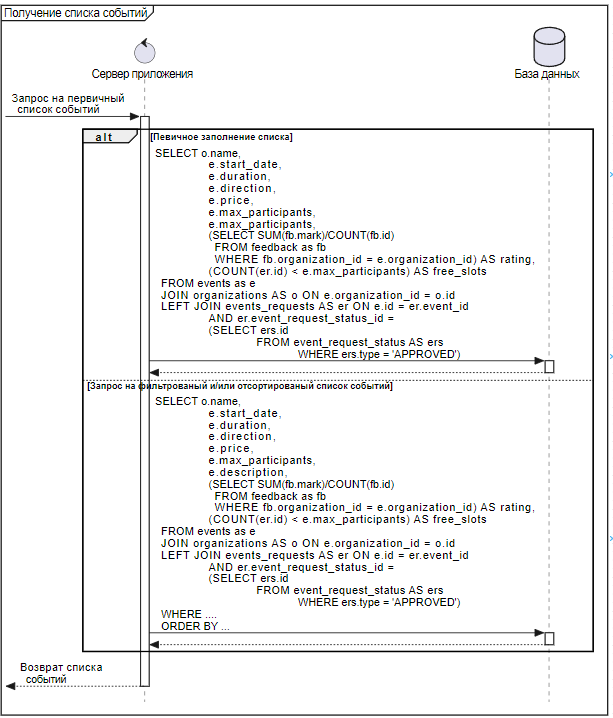 Получение списка событий
Сервер приложения
База данных
Запрос на первичный
список событий
alt
[Певичное заполнение списка]
SELECT o.name,
e.start_date,
e.duration,
e.direction,
e.price,
e.max_participants,
e.max_participants,
(SELECT SUM(fb.mark)/COUNT(fb.id)
FROM feedback as fb
WHERE fb.organization_id = e.organization_id) AS rating,
(COUNT(er.id) < e.max_participants) AS free_slots
FROM events as e
JOIN organizations AS o ON e.organization_id = o.id
LEFT JOIN events_requests AS er ON e.id = er.event_id
AND er.event_request_status_id =
(SELECT ers.id
FROM event_request_status AS ers
WHERE ers.type = 'APPROVED')
[Запрос на фильтрованый и/или отсортированый список событий]
SELECT o.name,
e.start_date,
e.duration,
e.direction,
e.price,
e.max_participants,
e.description,
(SELECT SUM(fb.mark)/COUNT(fb.id)
FROM feedback as fb
WHERE fb.organization_id = e.organization_id) AS rating,
(COUNT(er.id) < e.max_participants) AS free_slots
FROM events as e
JOIN organizations AS o ON e.organization_id = o.id
LEFT JOIN events_requests AS er ON e.id = er.event_id
AND er.event_request_status_id =
(SELECT ers.id
FROM event_request_status AS ers
WHERE ers.type = 'APPROVED')
WHERE ....
ORDER BY ...
Возврат списка
событий